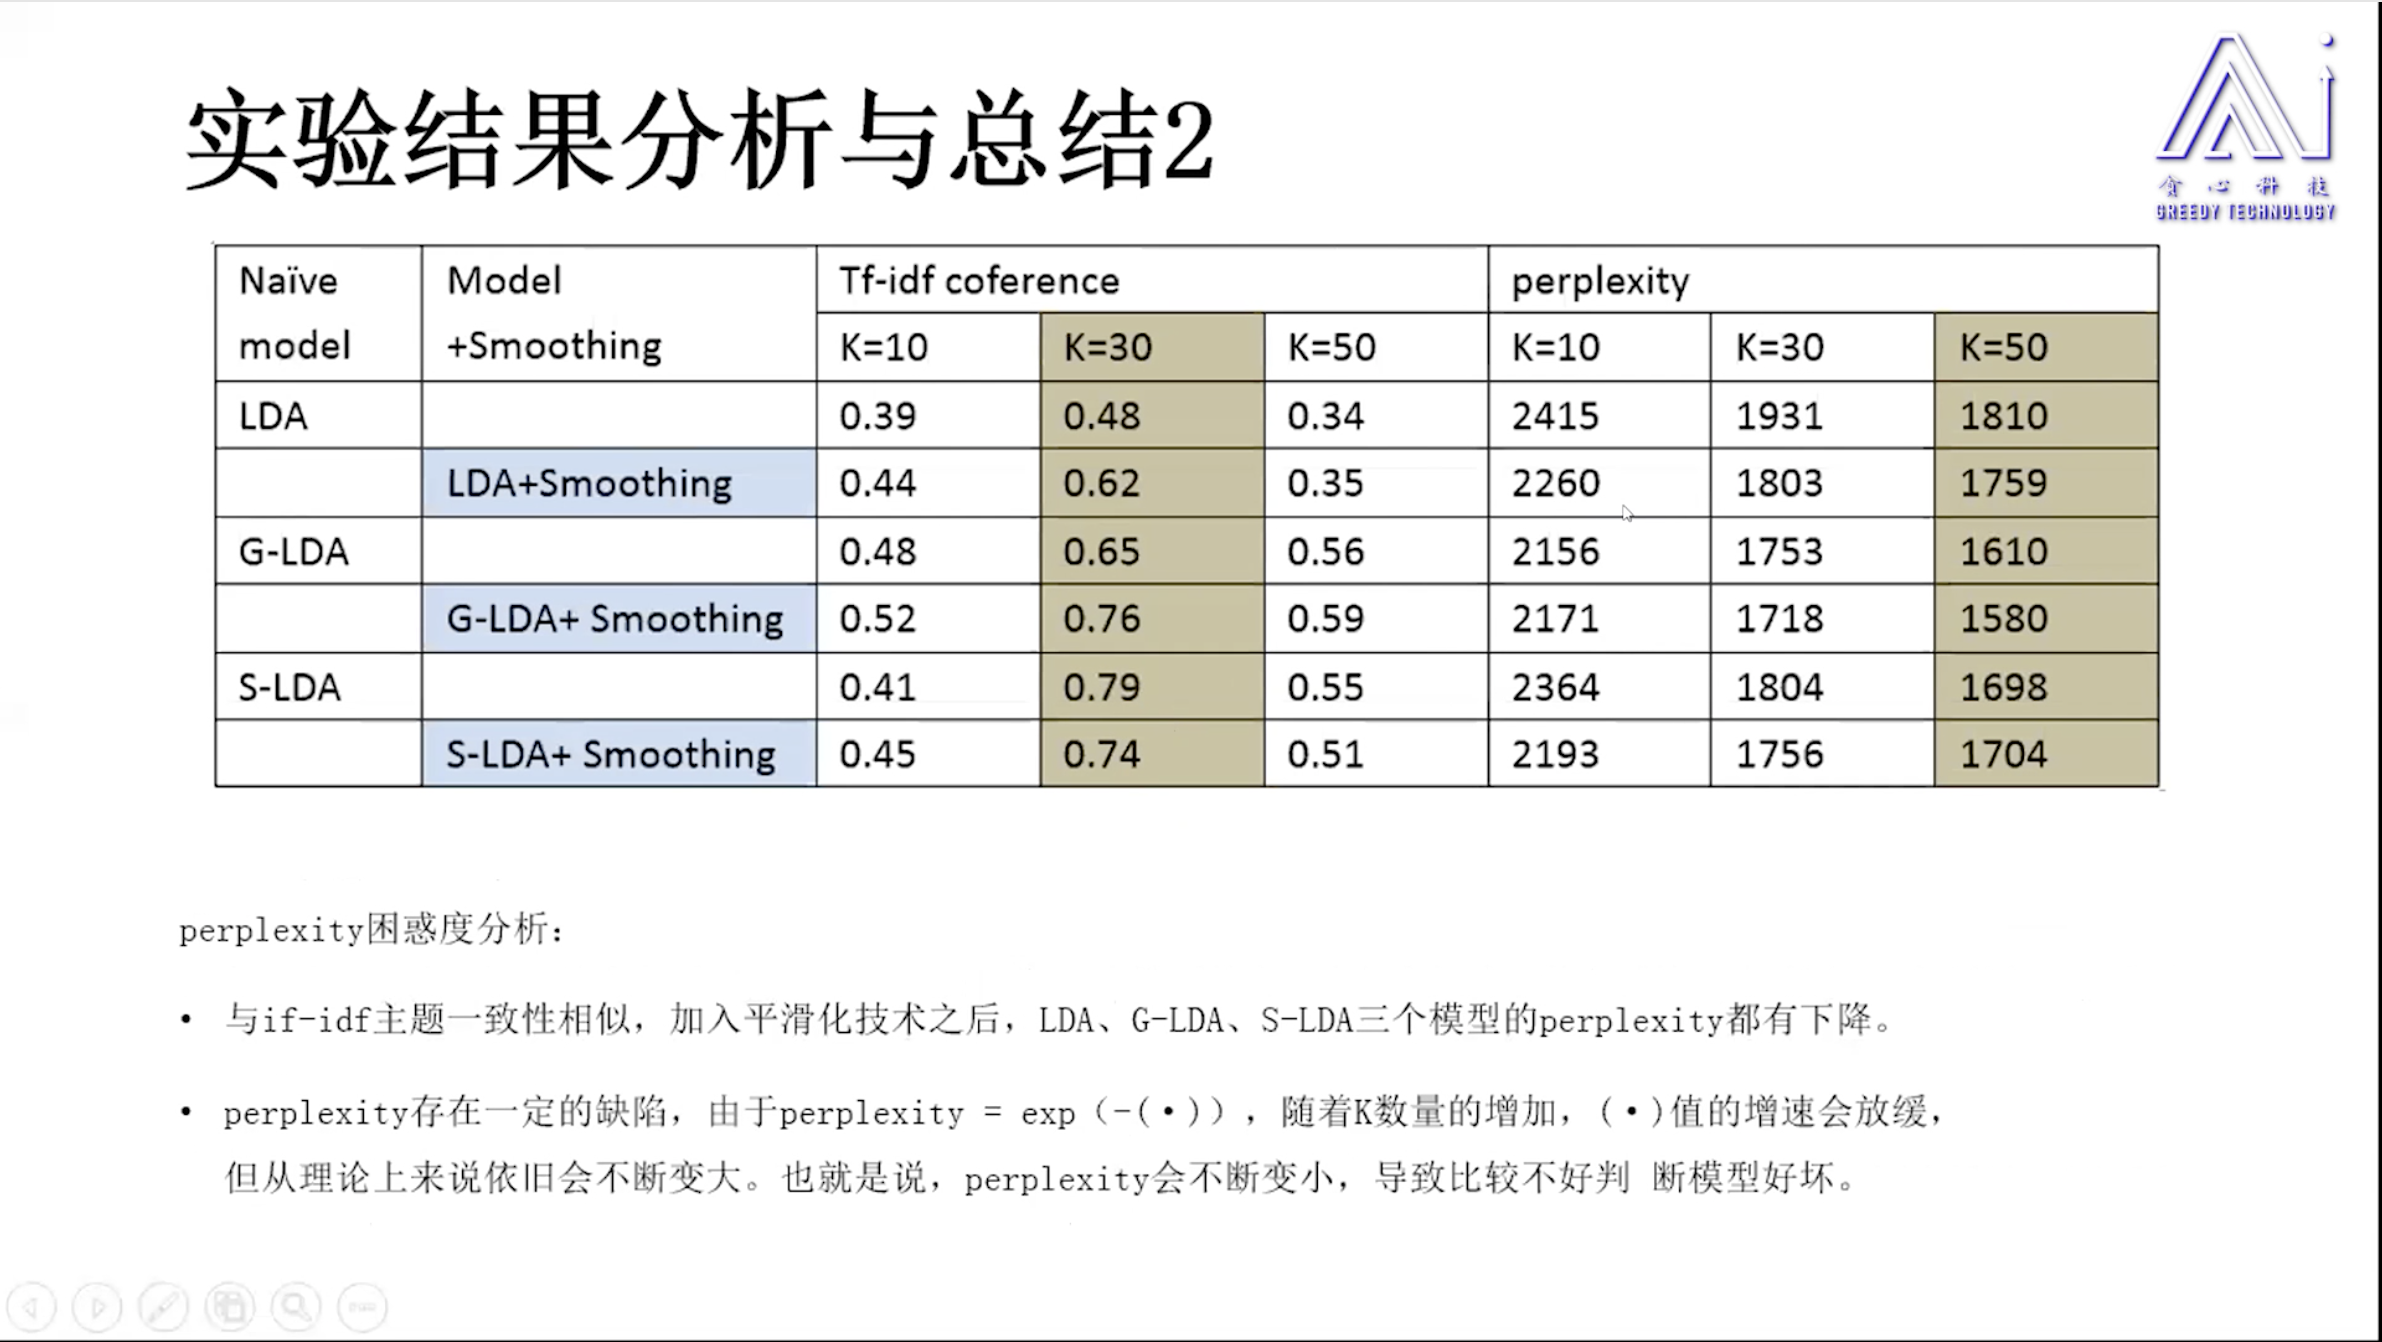 实验结果分析与总结2
贪心科技
GREEDY TECHNOLOGY
Naïve model Model +Smoothing Tf-idf coference perplexity
K=10 K=30 K=50 K=10 K=30 K=50
LDA 0.39 0.48 0.34 2415 1931 1810
LDA+Smoothing 0.44 0.62 0.35 2260 1803 1759
G-LDA 0.48 0.65 0.56 2156 1753 1610
G-LDA+ Smoothing 0.52 0.76 0.59 2171 1718 1580
S-LDA 0.41 0.79 0.55 2364 1804 1698
S-LDA+ Smoothing 0.45 0.74 0.51 2193 1756 1704
perplexity困惑度分析：
• 与if-idf主题一致性相似，加入平滑化技术之后，LDA、G-LDA、S-LDA三个模型的perplexity都有下降。
• perplexity存在一定的缺陷，由于perplexity = exp（-(•)），随着K数量的增加，(•)值的增速会放缓，
但从理论上来说依旧会不断变大。也就是说，perplexity会不断变小，导致比较不好判 断模型好坏。